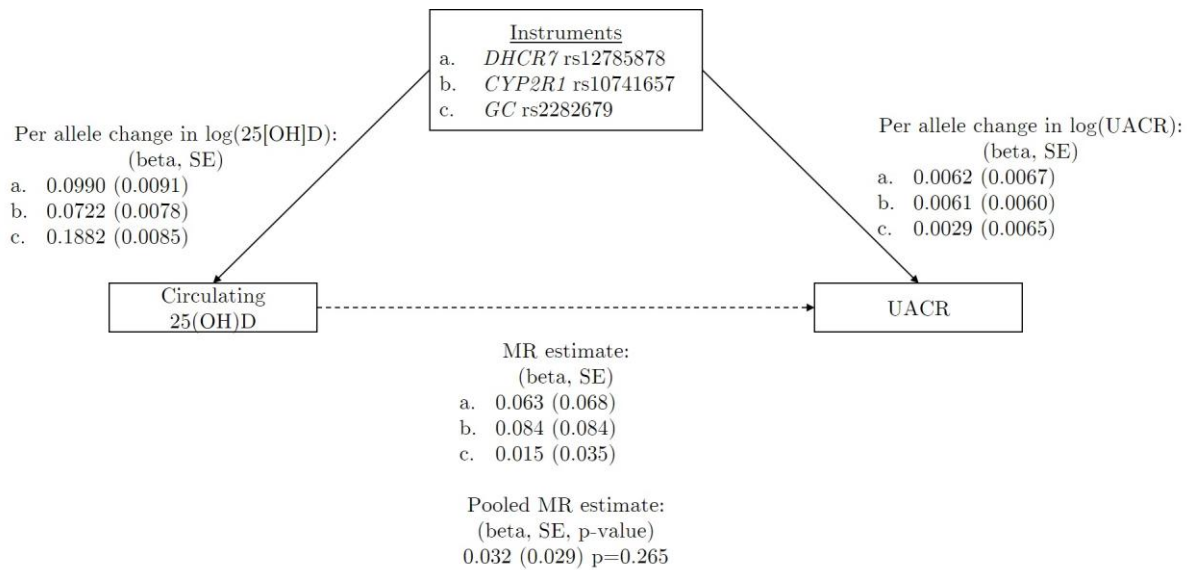 Instruments
a. DHCR7 rs12785878
b. CYP2R1 rs10741657
c. GC rs2282679
Per allele change in log(25[OH]D):
(beta, SE)
a. 0.0990 (0.0091)
b. 0.0722 (0.0078)
c. 0.1882 (0.0085)
Per allele change in log(UACR):
(beta, SE)
a. 0.0062 (0.0067)
b. 0.0061 (0.0060)
c. 0.0029 (0.0065)
Circulating
25(OH)D
UACR
MR estimate:
(beta, SE)
a. 0.063 (0.068)
b. 0.084 (0.084)
c. 0.015 (0.035)
Pooled MR estimate:
(beta, SE, p-value)
0.032 (0.029) p=0.265